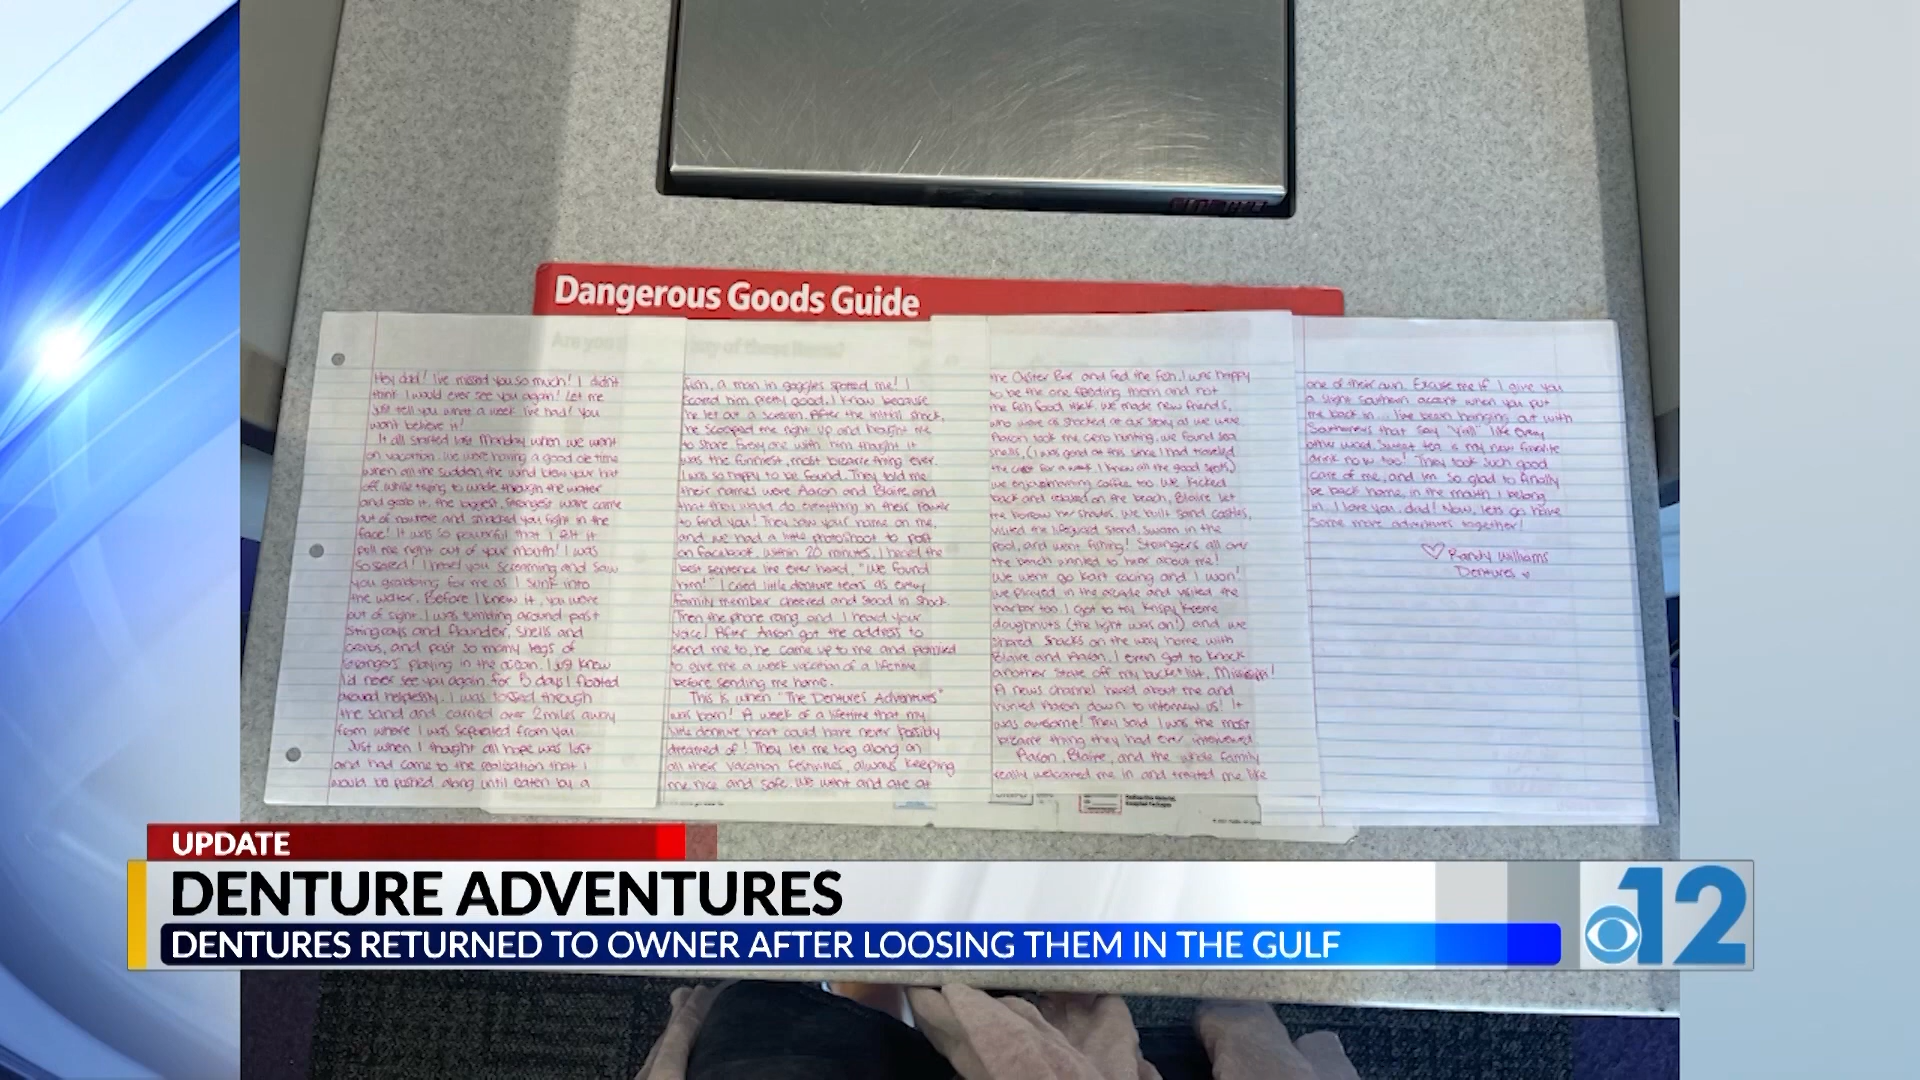 Dangerous Goods Guide
Hey dad! I've missed you so much! I didn't
think I would ever see you again! Let me
just tell you what a week I've had! You
won't believe it!
It all started last Monday when we went
on vacation. We were having a good ole time
when all the sudden, the wind blew your hat
off. While trying to wade through the water
and grab it, the biggest, strongest wave came
out of nowhere and smacked you right in the
face! It was so powerful that I felt it
pull me right out of your mouth! I was
so scared! I heard you screaming and saw
you grabbing for me as I sunk into
the water. Before I knew it, you were
out of sight. I was tumbling around past
stingrays and flounder, shells and
crabs, and past so many legs of
strangers playing in the ocean. I just knew
I'd never see you again. For 5 days I floated
around helplessly. I was tossed through
the sand and carried over 2 miles away
from where I was separated from you.
Just when I thought all hope was lost
and had come to the realization that I
would be pushed along until eaten by a
fish, a man in goggles spotted me! I
scared him pretty good. I know because
he let out a scream. After the initial shock,
he scooped me right up and brought me
to shore. Everyone with him thought it
was the funniest, most bizarre thing ever.
I was so happy to be found. They told me
their names were Aaron and Blaire and
that they would do everything in their power
to find you! They saw your name on me,
and we had a little photoshoot to post
on facebook. Within 20 minutes, I heard the
best sentence I've ever heard, "We found
him!" I cried little denture tears as every
family member cheered and stood in shock.
Then the phone rang and I heard your
voice! After Aaron got the address to
send me to, he came up to me and promised
to give me a week vacation of a lifetime
before sending me home.
This is when "The Dentures Adventures"
was born! A week of a lifetime that my
little denture heart could have never possibly
dreamed of! They let me tag along on
all their vacation festivities, always keeping
me nice and safe. We went and ate at
the Oyster Bar and fed the fish. I was happy
to be the one feeding them and not
the fish food itself. We made new friends,
who were as shocked at our story as we were.
Aaron took me crab hunting, we found sea
shells, (I was good at this since I had traveled
the coast for a week. I knew all the good spots)
we enjoy morning coffee too. We kicked
back and relaxed on the beach, Blaire let
me borrow her shades. We built sand castles,
visited the lifeguard stand, swam in the
pool, and went fishing! Strangers all over
the beach wanted to hear about me!
We went go kart racing and I won!
We played in the arcade and visited the
harbor too. I got to try Krispy Kreme
doughnuts (the light was on!) and we
shared snacks on the way home with
Blaire and Aaron. I even got to knock
another state off my bucket list, Mississippi!
A news channel heard about me and
hunted Aaron down to interview us! It
was awesome! They said I was the most
bizarre thing they had ever interviewed.
Aaron, Blaire, and the whole family
really welcomed me in and treated me like
one of their own. Excuse me if I give you
a slight Southern accent when you put
me back in... I've been hanging out with
Southerners that say "y'all" like every
other word. Sweet tea is my new favorite
drink now too! They took such good
care of me, and im so glad to finally
be back home, in the mouth I belong
in. I love you, dad! Now, lets go have
some more adventures together!
Randy Williams
Dentures
UPDATE
DENTURE ADVENTURES
DENTURES RETURNED TO OWNER AFTER LOOSING THEM IN THE GULF
12